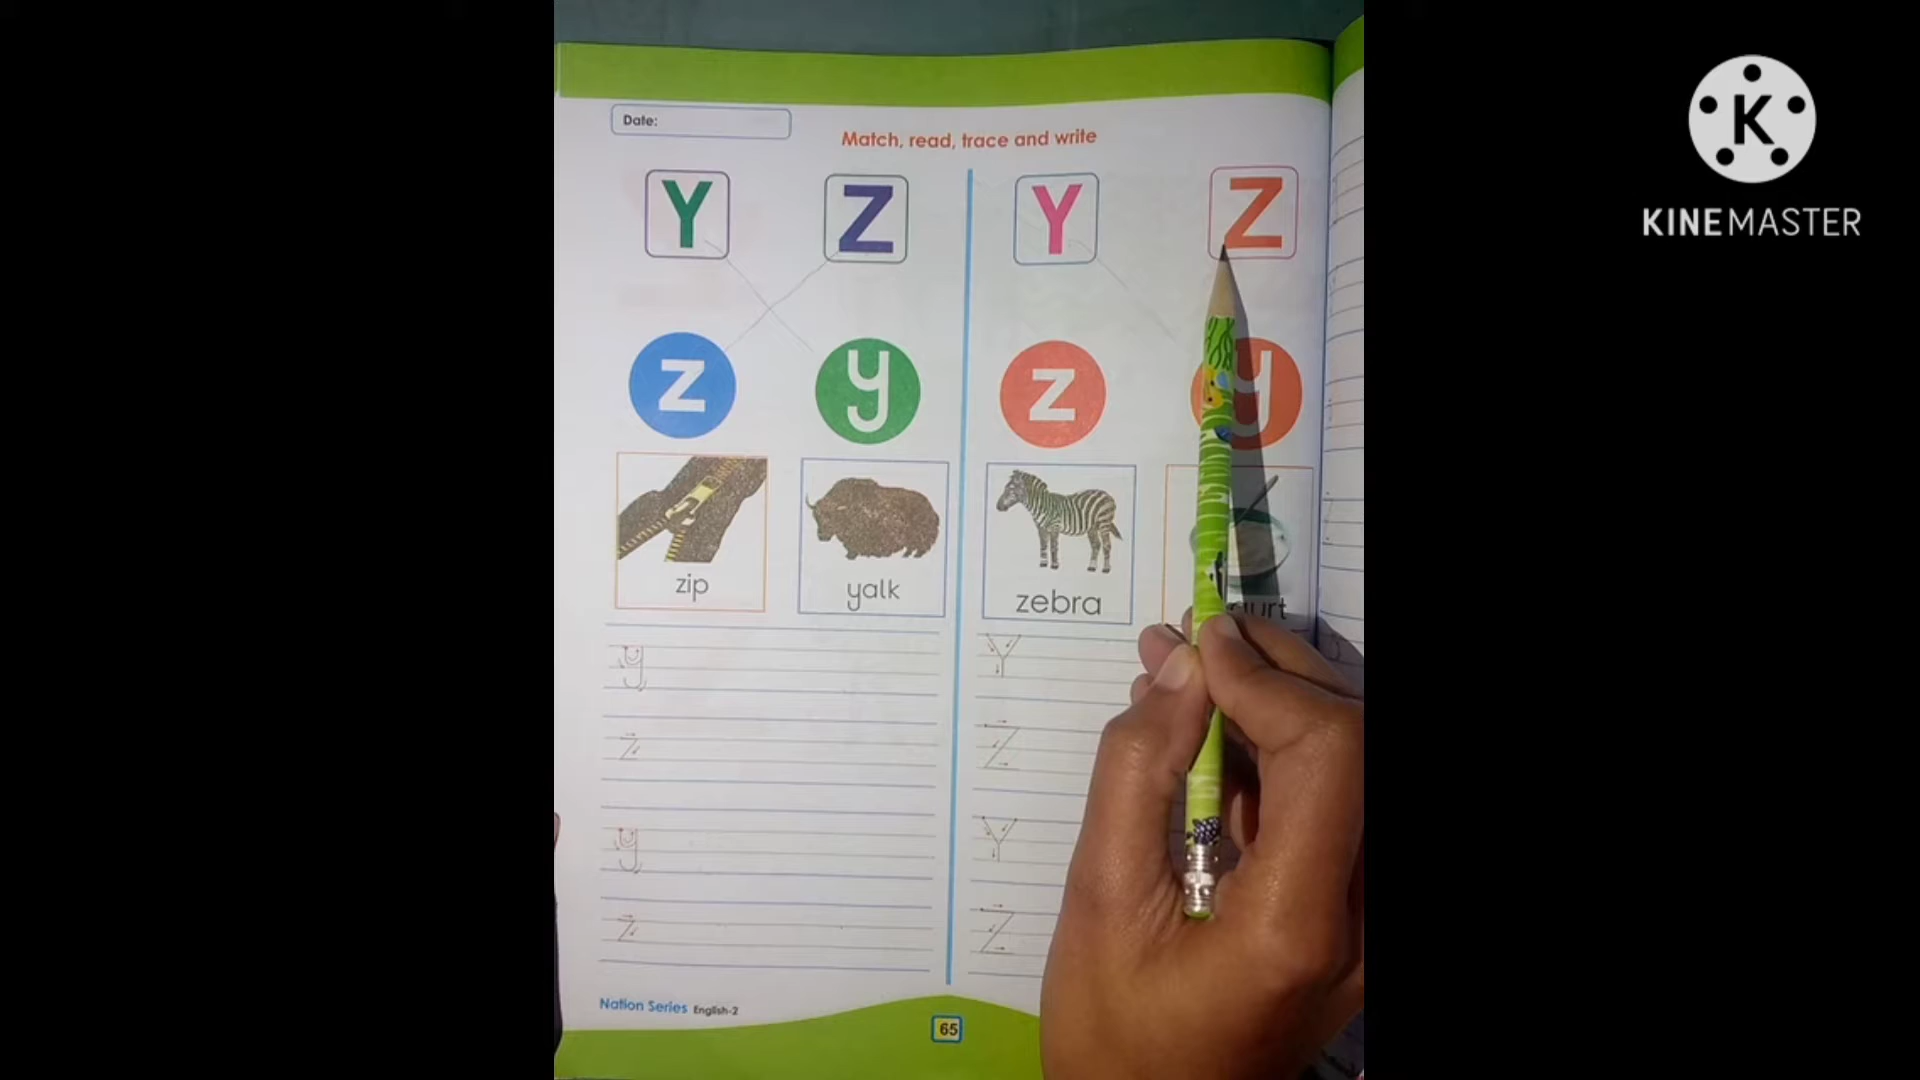 Date:
Match, read, trace and write
Y Z Y Z
z y z y
zip yalk zebra
y Y
z Z
y Y
z Z
Nation Series English-2
65
K
KINEMASTER